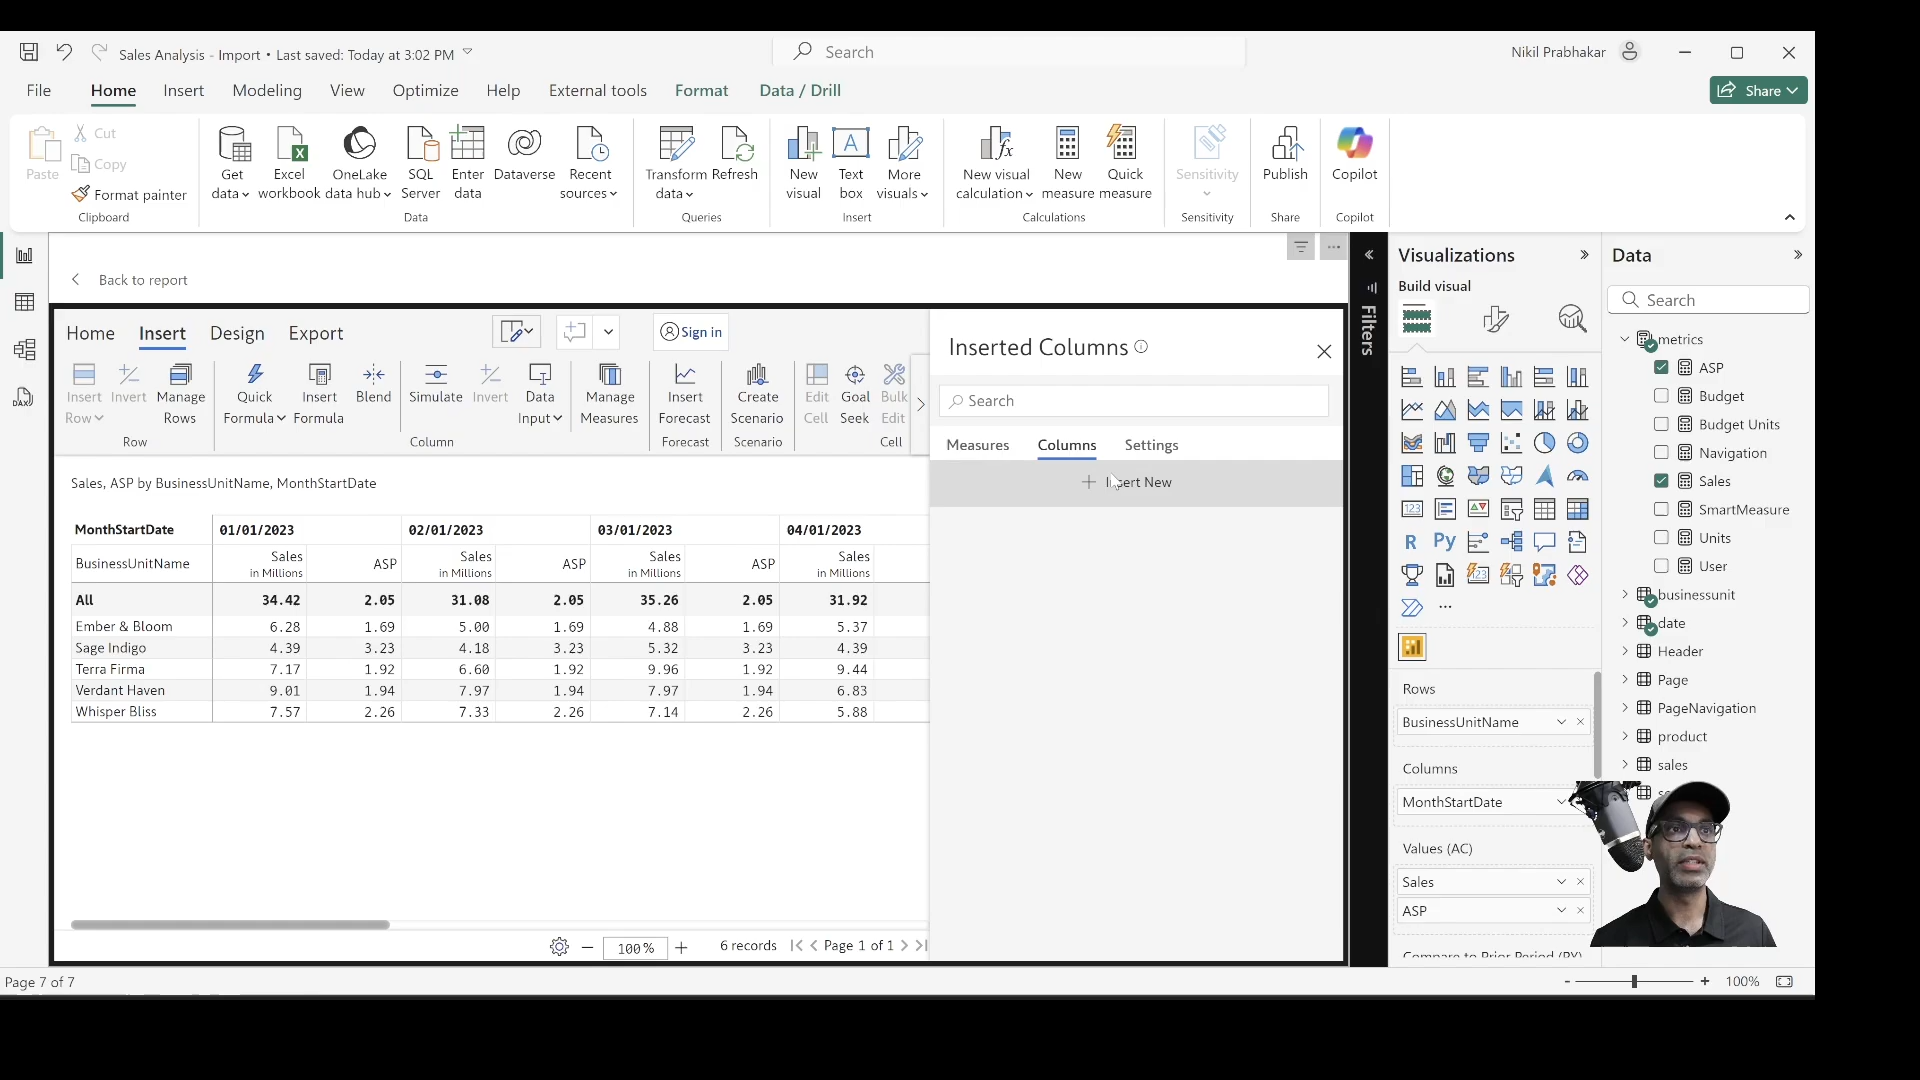 Sales Analysis - Import • Last saved: Today at 3:02 PM
Search
Nikil Prabhakar
File Home Insert Modeling View Optimize Help External tools Format Data / Drill
Share
Paste
Cut
Copy
Format painter
Clipboard
Get data
Excel workbook
OneLake data hub
SQL Server
Enter data
Dataverse
Recent sources
Data
Transform data
Refresh
Queries
New visual
Text box
More visuals
Insert
New visual calculation
New measure
Quick measure
Calculations
Sensitivity
Sensitivity
Publish
Share
Copilot
Copilot
Back to report
Home Insert Design Export
Sign in
Insert Row
Invert
Manage Rows
Row
Quick Formula
Insert Formula
Blend
Simulate
Invert
Data Input
Column
Manage Measures
Insert Forecast
Forecast
Create Scenario
Scenario
Edit Cell
Goal Seek
Bulk Edit
Cell
Sales, ASP by BusinessUnitName, MonthStartDate
MonthStartDate 01/01/2023 02/01/2023 03/01/2023 04/01/2023
BusinessUnitName Sales in Millions ASP Sales in Millions ASP Sales in Millions ASP Sales in Millions
All 34.42 2.05 31.08 2.05 35.26 2.05 31.92
Ember & Bloom 6.28 1.69 5.00 1.69 4.88 1.69 5.37
Sage Indigo 4.39 3.23 4.18 3.23 5.32 3.23 4.39
Terra Firma 7.17 1.92 6.60 1.92 9.96 1.92 9.44
Verdant Haven 9.01 1.94 7.97 1.94 7.97 1.94 6.83
Whisper Bliss 7.57 2.26 7.33 2.26 7.14 2.26 5.88
100%
6 records
Page 1 of 1
Inserted Columns
Search
Measures Columns Settings
Insert New
Filters
Visualizations
Build visual
R Py
Rows
BusinessUnitName
Columns
MonthStartDate
Values (AC)
Sales
ASP
Compare to Prior Period (PY)
Data
Search
metrics
ASP
Budget
Budget Units
Navigation
Sales
SmartMeasure
Units
User
businessunit
date
Header
Page
PageNavigation
product
sales
Page 7 of 7
100%